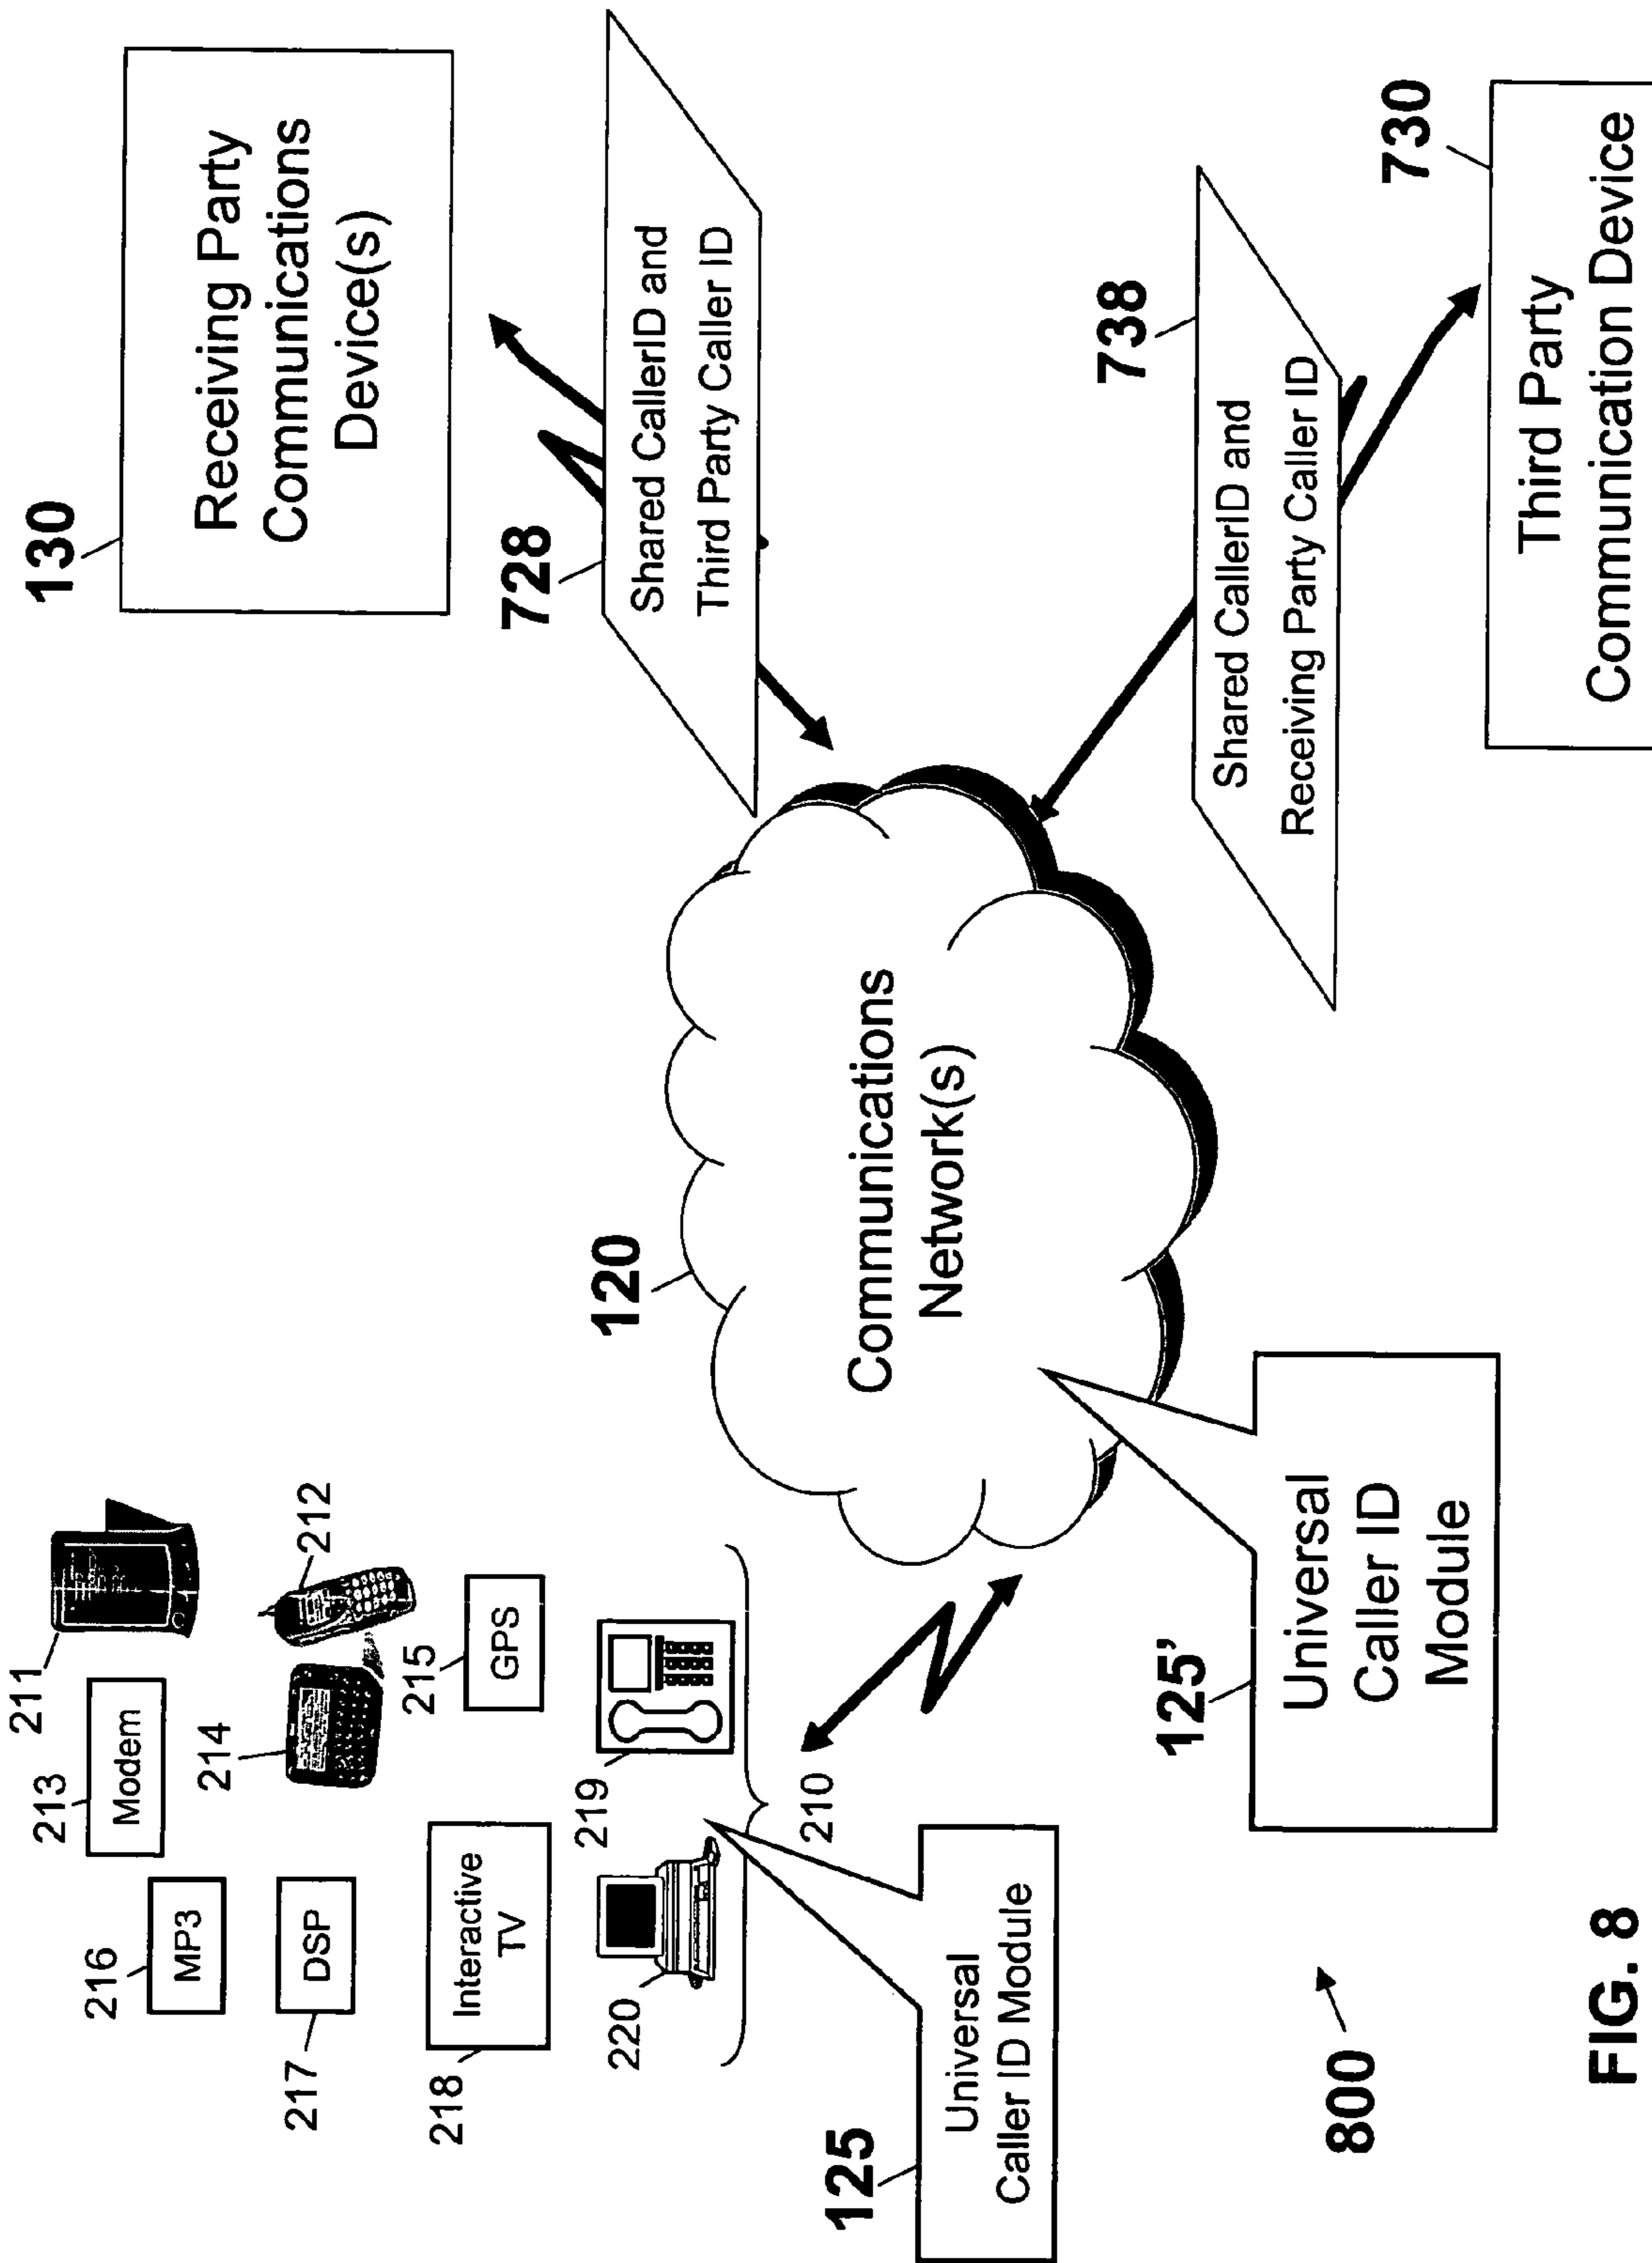 211
213
Modem
216
MP3
214
212
217
DSP
215
GPS
218
Interactive
TV
219
220
210
125
Universal
Caller ID Module
120
Communications
Network(s)
125’
Universal
Caller ID
Module
130
Receiving Party
Communications
Device(s)
728
Shared CallerID and
Third Party Caller ID
738
Shared CallerID and
Receiving Party Caller ID
730
Third Party
Communication Device
800
FIG. 8